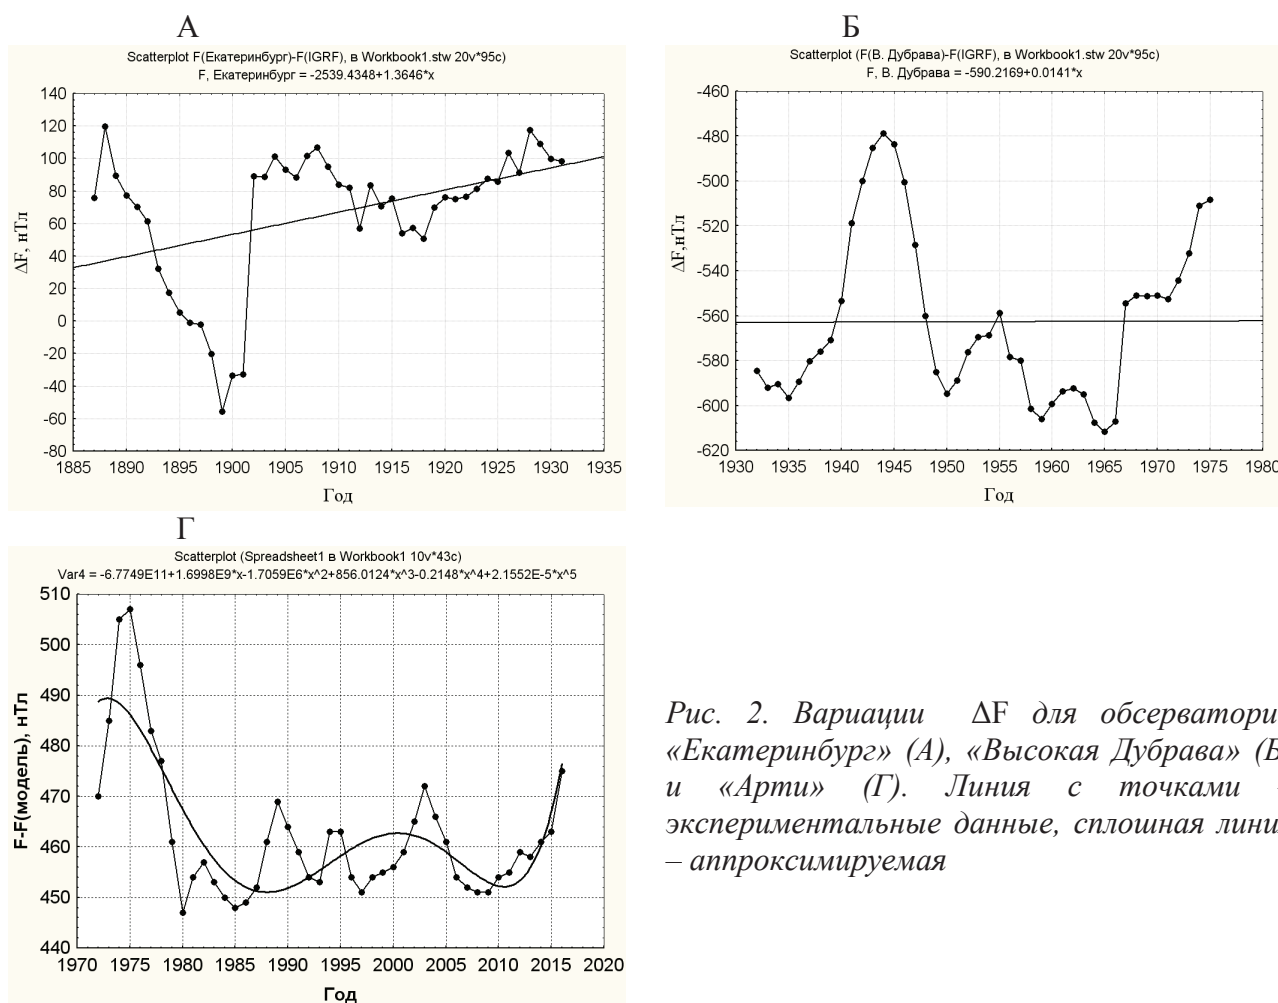 А
Scatterplot F(Екатеринбург)-F(IGRF), в Workbook1.stw 20v*95c)
F, Екатеринбург = -2539.4348+1.3646*x
140
120
100
80
60
40
20
0
-20
-40
-60
-80
ΔF, нТл
1885 1890 1895 1900 1905 1910 1915 1920 1925 1930 1935
Год
Б
Scatterplot (F(В. Дубрава)-F(IGRF), в Workbook1.stw 20v*95c)
F, В. Дубрава = -590.2169+0.0141*x
-460
-480
-500
-520
-540
-560
-580
-600
-620
ΔF,нТл
1930 1935 1940 1945 1950 1955 1960 1965 1970 1975 1980
Год
Г
Scatterplot (Spreadsheet1 в Workbook1 10v*43c)
Var4 = -6.7749E11+1.6998E9*x-1.7059E6*x^2+856.0124*x^3-0.2148*x^4+2.1552E-5*x^5
510
500
490
480
470
460
450
440
F-F(модель), нТл
1970 1975 1980 1985 1990 1995 2000 2005 2010 2015 2020
Год
Рис. 2. Вариации ΔF для обсерватори
«Екатеринбург» (А), «Высокая Дубрава» (Б
и «Арти» (Г). Линия с точками
экспериментальные данные, сплошная лини
– аппроксимируемая